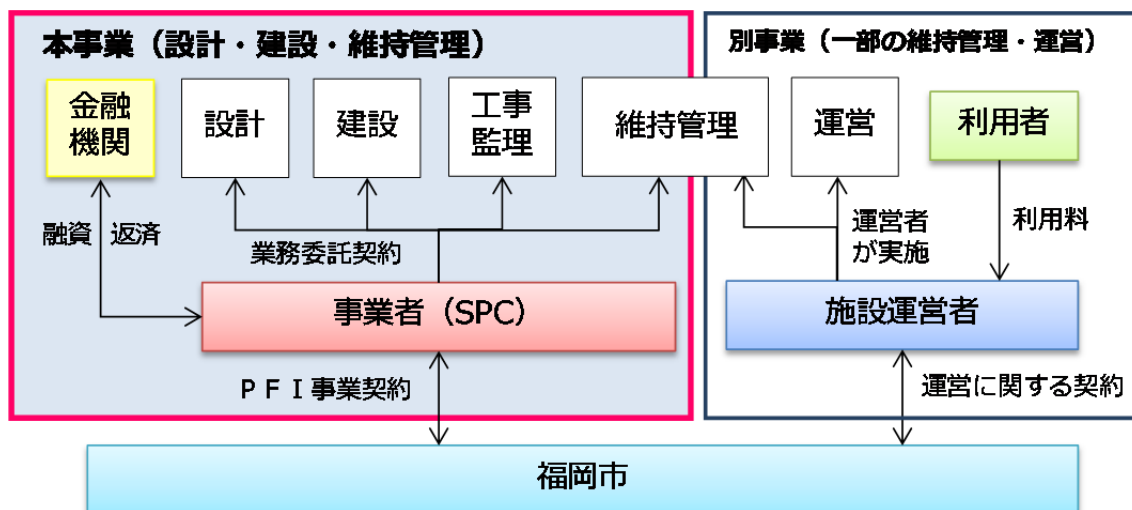 本事業（設計・建設・維持管理）
別事業（一部の維持管理・運営）
金融
機関
設計
建設
工事
監理
維持管理
運営
利用者
融資
返済
業務委託契約
運営者
が実施
利用料
事業者（SPC）
施設運営者
ＰＦＩ事業契約
運営に関する契約
福岡市